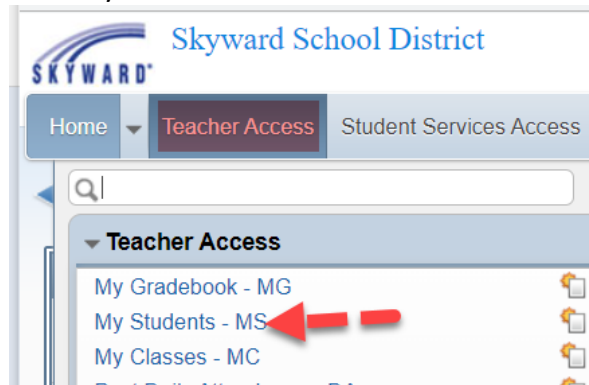 Skyward School District
SKYWARD
Home Teacher Access Student Services Access
Teacher Access
My Gradebook - MG
My Students - MS
My Classes - MC